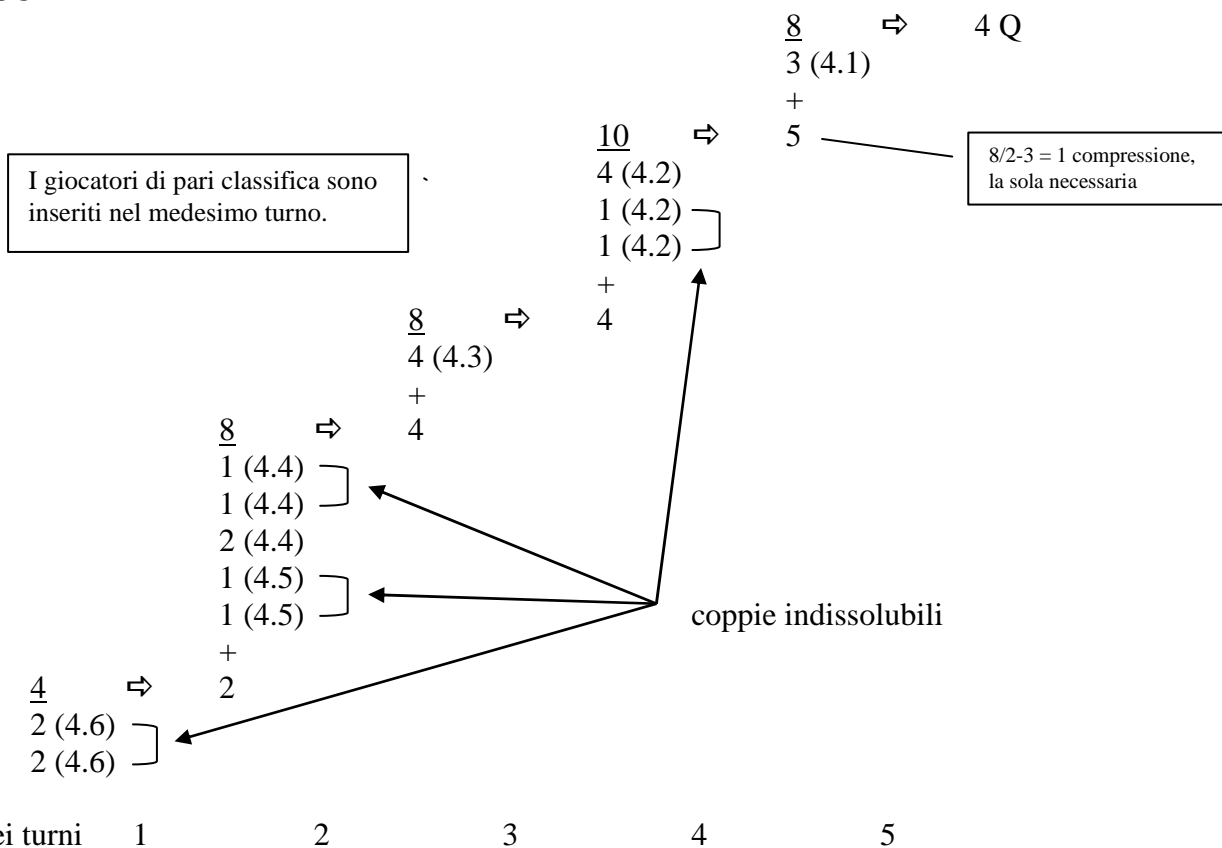 8 ⇨ 4 Q
3 (4.1)
+
10 ⇨ 5
8/2-3 = 1 compressione,
la sola necessaria
I giocatori di pari classifica sono
inseriti nel medesimo turno.
`
4 (4.2)
1 (4.2)
1 (4.2)
+
8 ⇨ 4
4 (4.3)
+
8 ⇨ 4
1 (4.4)
1 (4.4)
2 (4.4)
1 (4.5)
1 (4.5)
coppie indissolubili
+
4 ⇨ 2
2 (4.6)
2 (4.6)
ei turni 1 2 3 4 5